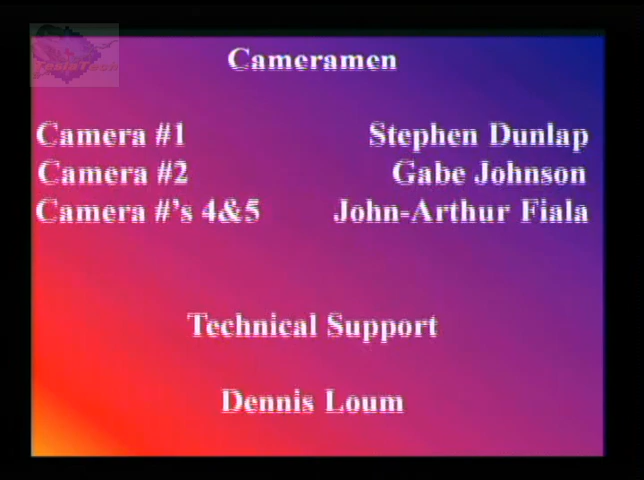 TeslaTech
Cameramen
Camera #1 Stephen Dunlap
Camera #2 Gabe Johnson
Camera #'s 4&5 John-Arthur Fiala
Technical Support
Dennis Loum